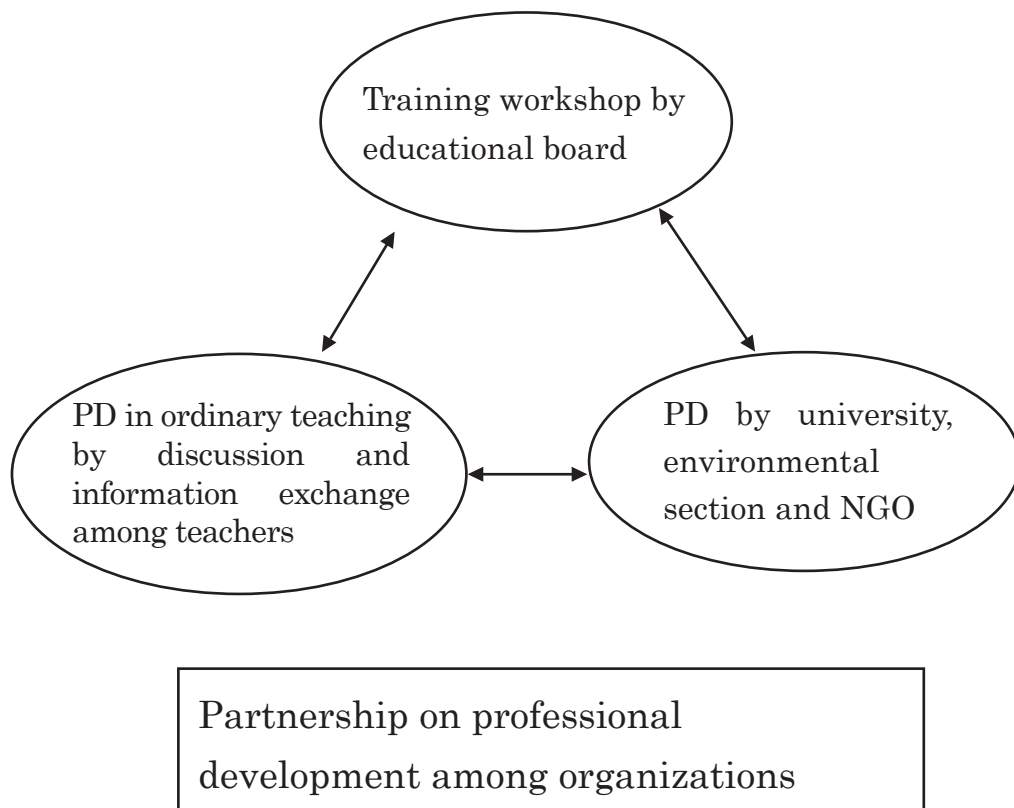 Training workshop by
educational board
PD in ordinary teaching
by discussion and
information exchange
among teachers
PD by university,
environmental
section and NGO
Partnership on professional
development among organizations